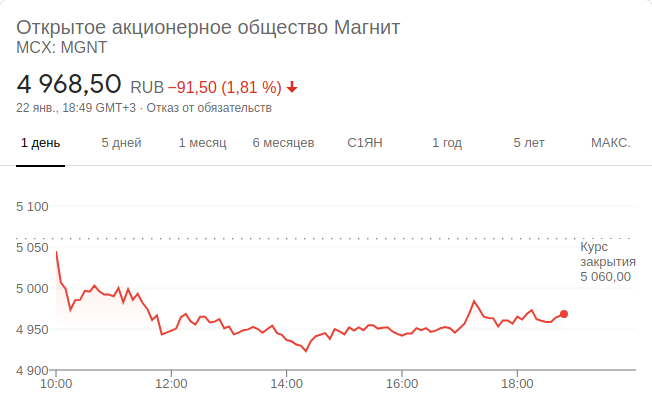 Открытое акционерное общество Магнит
MCX: MGNT
4 968,50 RUB −91,50 (1,81 %)
22 янв., 18:49 GMT+3 · Отказ от обязательств
1 день 5 дней 1 месяц 6 месяцев С1ЯН 1 год 5 лет МАКС.
5 100
5 050
Курс
закрытия
5 060,00
5 000
4 950
4 900
10:00 12:00 14:00 16:00 18:00